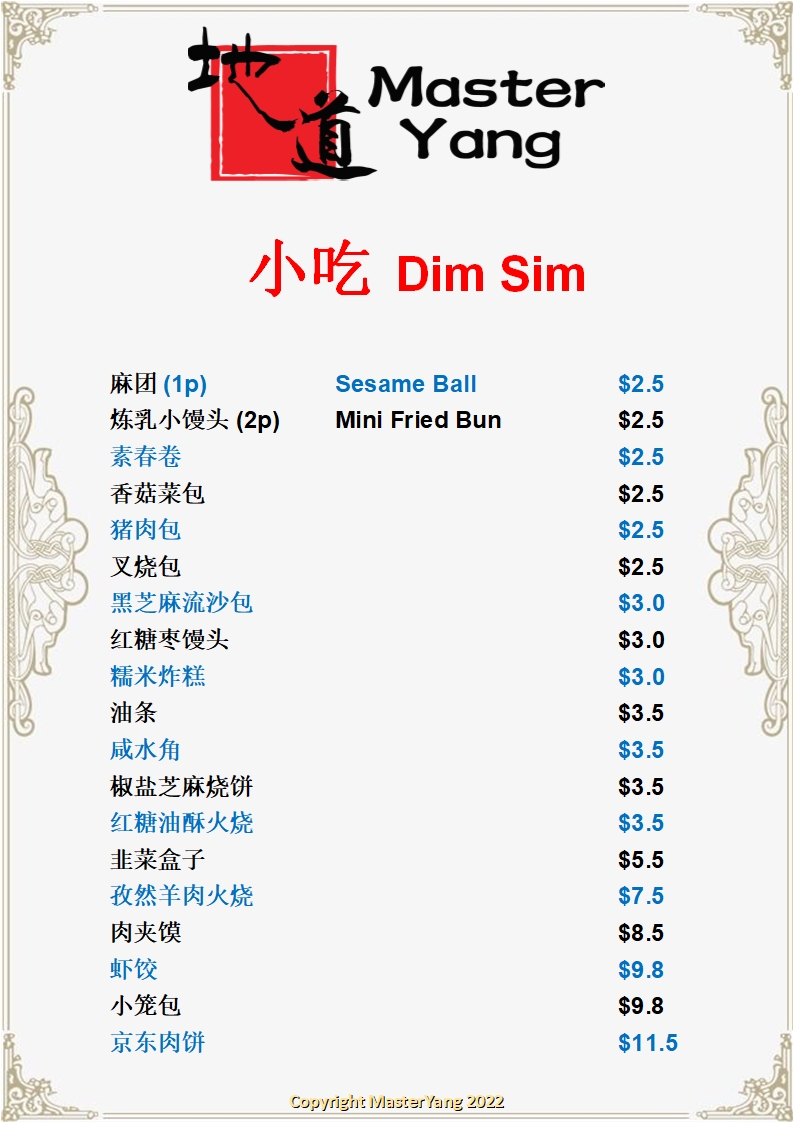 地道 Master
Yang
小吃 Dim Sim
麻团 (1p) Sesame Ball $2.5
炼乳小馒头 (2p) Mini Fried Bun $2.5
素春卷 $2.5
香菇菜包 $2.5
猪肉包 $2.5
叉烧包 $2.5
黑芝麻流沙包 $3.0
红糖枣馒头 $3.0
糯米炸糕 $3.0
油条 $3.5
咸水角 $3.5
椒盐芝麻烧饼 $3.5
红糖油酥火烧 $3.5
韭菜盒子 $5.5
孜然羊肉火烧 $7.5
肉夹馍 $8.5
虾饺 $9.8
小笼包 $9.8
京东肉饼 $11.5
Copyright MasterYang 2022